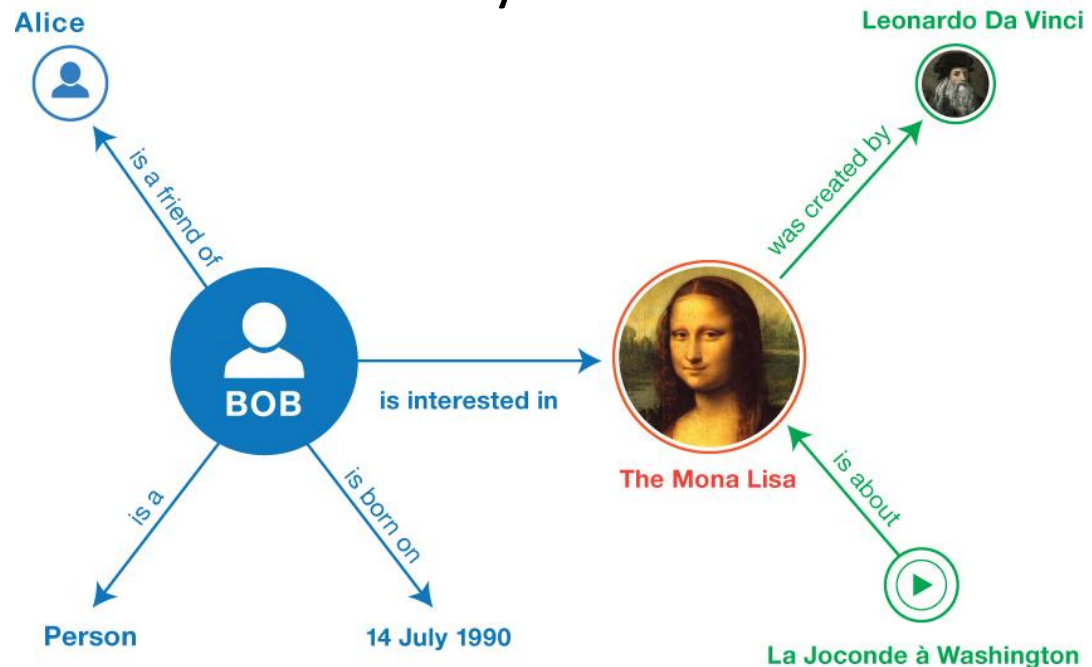 Alice
Leonardo Da Vinci
is a friend of
was created by
BOB
is interested in
The Mona Lisa
is a
is born on
is about
Person
14 July 1990
La Joconde à Washington